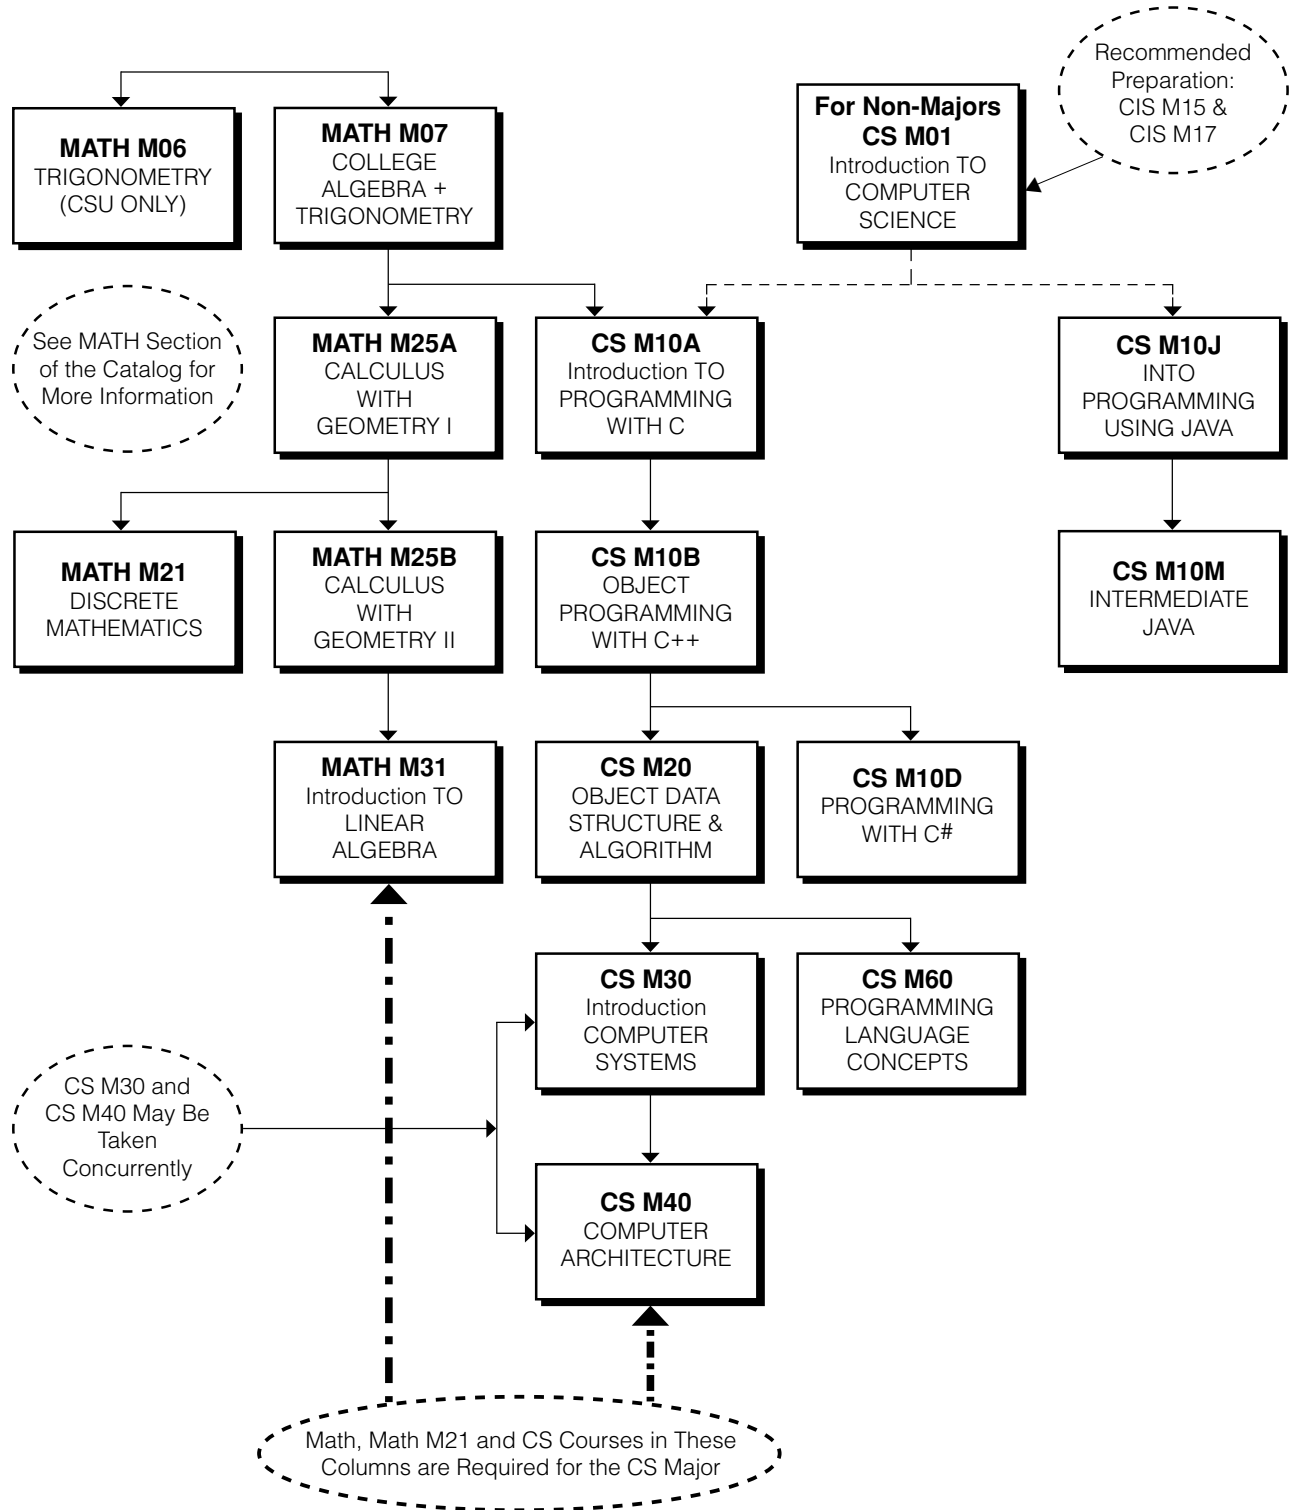 Recommended
Preparation:
CIS M15 &
CIS M17
MATH M06
TRIGONOMETRY
(CSU ONLY)
MATH M07
COLLEGE
ALGEBRA +
TRIGONOMETRY
For Non-Majors
CS M01
Introduction TO
COMPUTER
SCIENCE
See MATH Section
of the Catalog for
More Information
MATH M25A
CALCULUS
WITH
GEOMETRY I
CS M10A
Introduction TO
PROGRAMMING
WITH C
CS M10J
INTO
PROGRAMMING
USING JAVA
MATH M21
DISCRETE
MATHEMATICS
MATH M25B
CALCULUS
WITH
GEOMETRY II
CS M10B
OBJECT
PROGRAMMING
WITH C++
CS M10M
INTERMEDIATE
JAVA
MATH M31
Introduction TO
LINEAR
ALGEBRA
CS M20
OBJECT DATA
STRUCTURE &
ALGORITHM
CS M10D
PROGRAMMING
WITH C#
CS M30
Introduction
COMPUTER
SYSTEMS
CS M60
PROGRAMMING
LANGUAGE
CONCEPTS
CS M30 and
CS M40 May Be
Taken
Concurrently
CS M40
COMPUTER
ARCHITECTURE
Math, Math M21 and CS Courses in These
Columns are Required for the CS Major